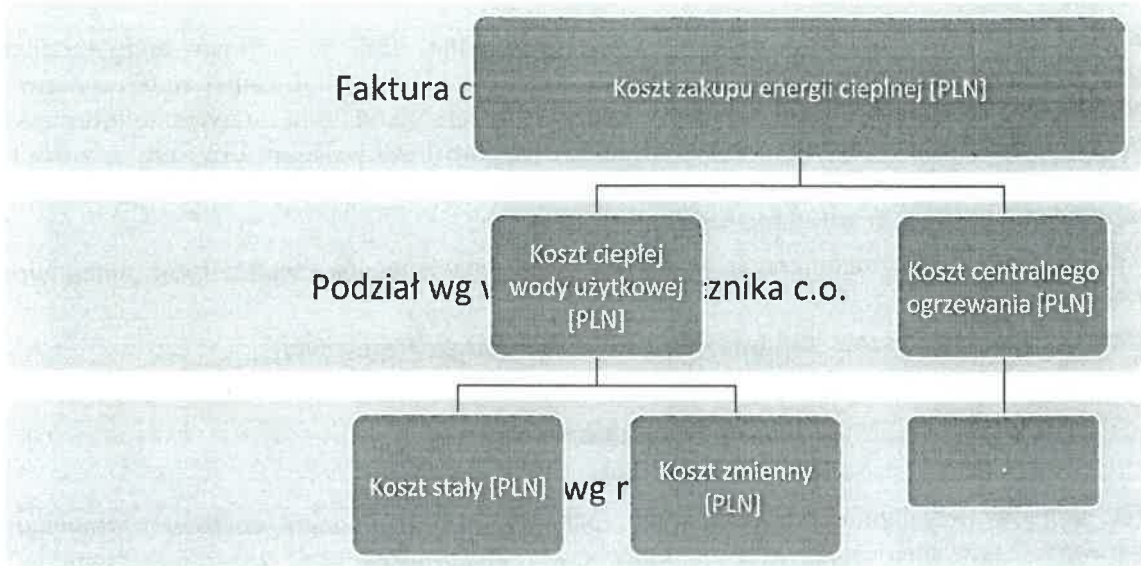 Faktura c
Koszt zakupu energii cieplnej [PLN]
Podział wg
Koszt ciepłej
wody użytkowej
[PLN]
cznika c.o.
Koszt centralnego
ogrzewania [PLN]
Koszt stały [PLN]
wg r
Koszt zmienny
[PLN]